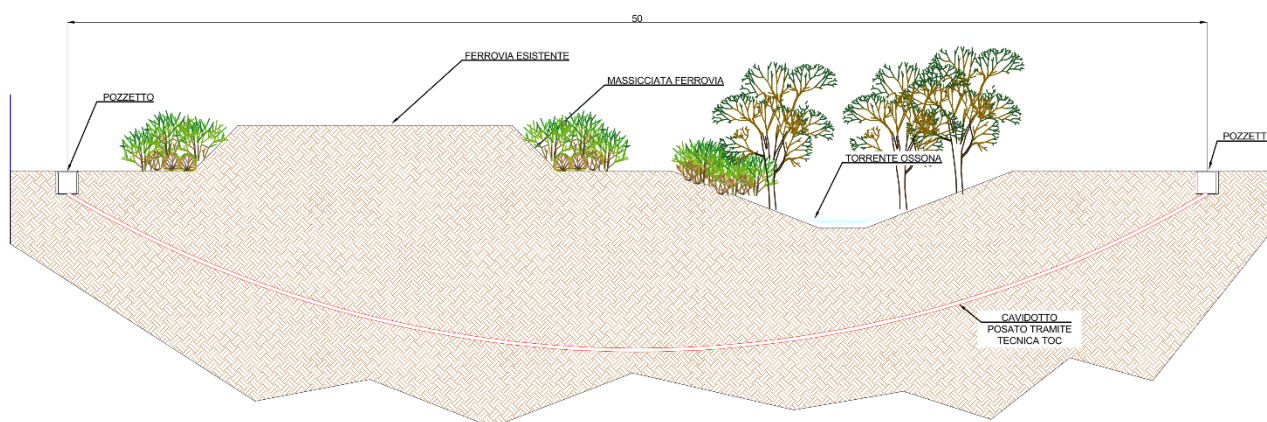 50
FERROVIA ESISTENTE
MASSICCIATA FERROVIA
POZZETTO
POZZETT
TORRENTE OSSONA
CAVIDOTTO
POSATO TRAMITE
TECNICA TOC